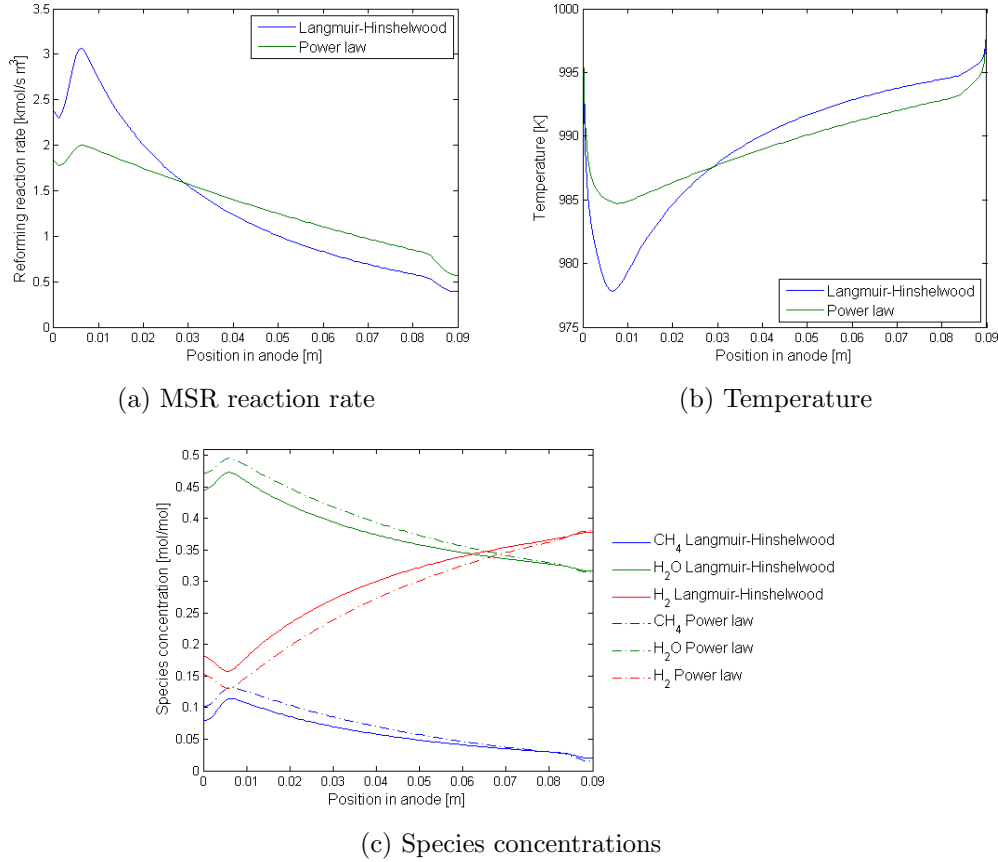 Langmuir-Hinshelwood
Power law
3.5
3
2.5
2
1.5
1
0.5
0
Reforming reaction rate [kmol/s m³]
0 0.01 0.02 0.03 0.04 0.05 0.06 0.07 0.08 0.09
Position in anode [m]
(a) MSR reaction rate
1000
995
990
985
980
975
Temperature [K]
Langmuir-Hinshelwood
Power law
0 0.01 0.02 0.03 0.04 0.05 0.06 0.07 0.08 0.09
Position in anode [m]
(b) Temperature
0.5
0.45
0.4
0.35
0.3
0.25
0.2
0.15
0.1
0.05
0
Species concentration [mol/mol]
0 0.01 0.02 0.03 0.04 0.05 0.06 0.07 0.08 0.09
Position in anode [m]
CH₄ Langmuir-Hinshelwood
H₂O Langmuir-Hinshelwood
H₂ Langmuir-Hinshelwood
CH₄ Power law
H₂O Power law
H₂ Power law
(c) Species concentrations